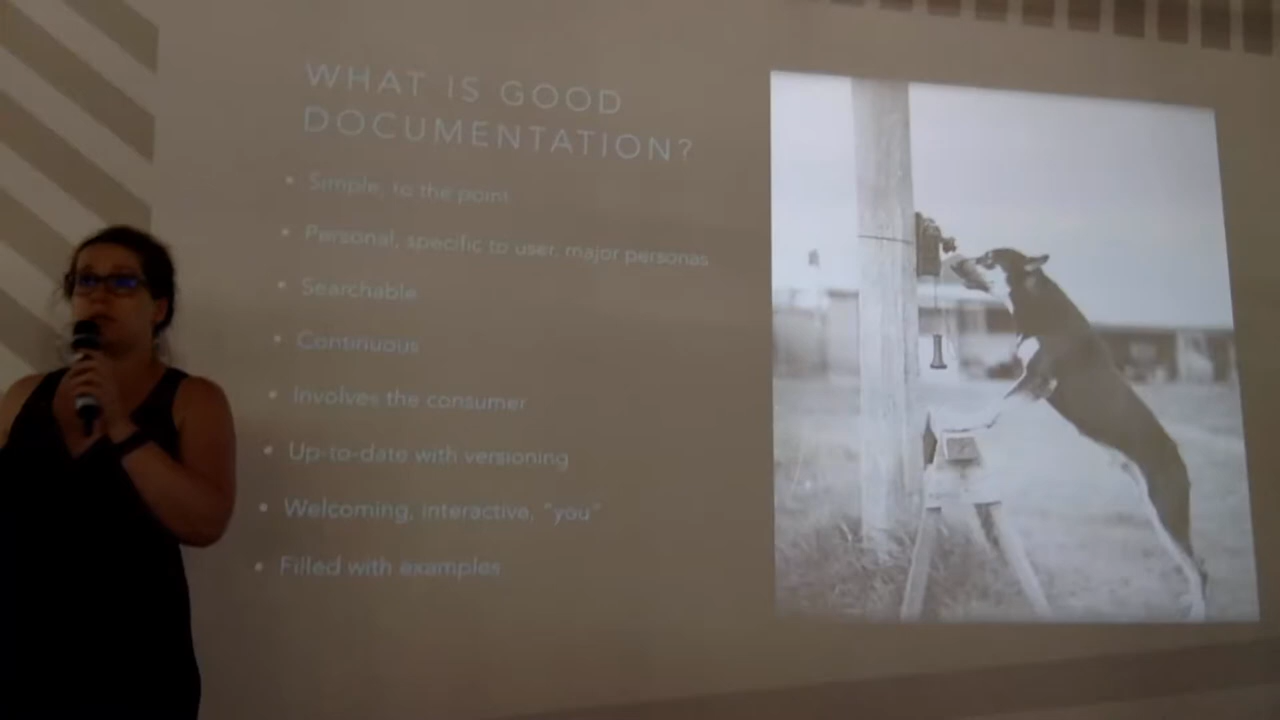 WHAT IS GOOD
DOCUMENTATION?
• Simple, to the point
• Personal, specific to user, major personas
• Searchable
• Continuous
• Involves the consumer
• Up-to-date with versioning
• Welcoming, interactive, "you"
• Filled with examples